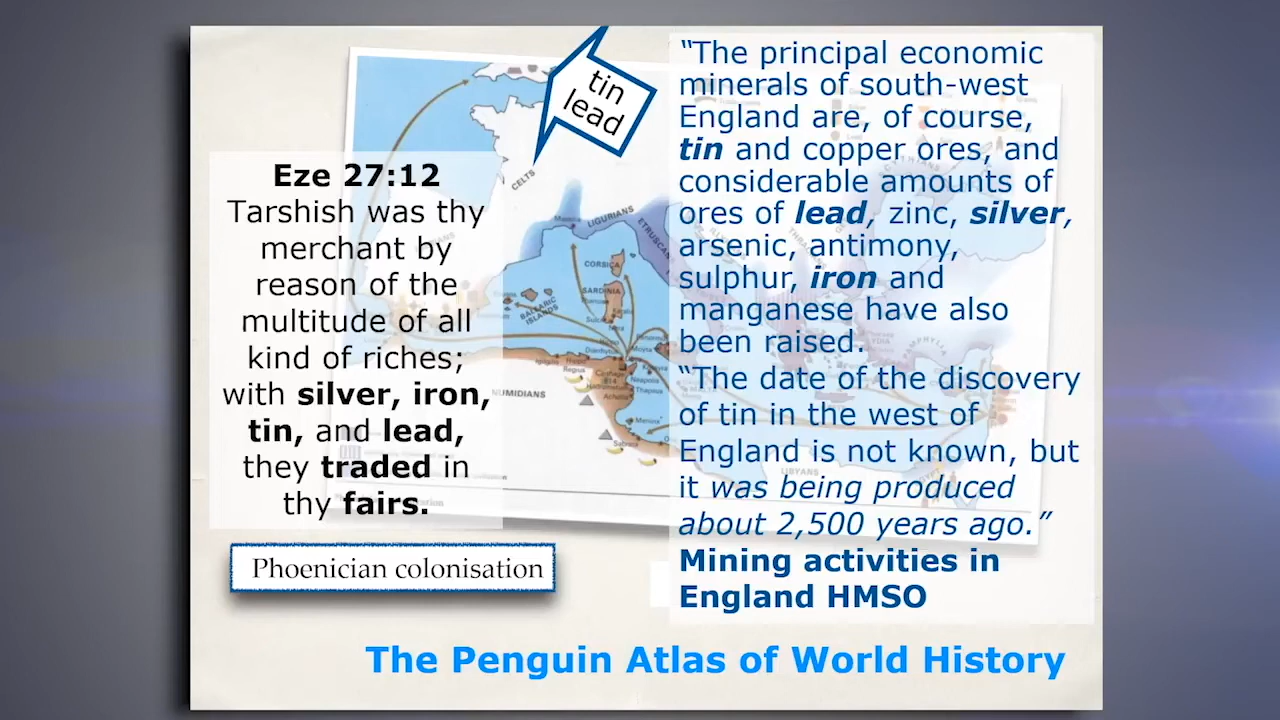 tin
lead
Eze 27:12
Tarshish was thy
merchant by
reason of the
multitude of all
kind of riches;
with silver, iron,
tin, and lead,
they traded in
thy fairs.
Phoenician colonisation
CELTS
LIGURIANS
ETRUSCANS
CORSICA
SARDINIA
BALEARIC
ISLANDS
NUMIDIANS
LIBYANS
PAMPHYLIA
“The principal economic
minerals of south-west
England are, of course,
tin and copper ores, and
considerable amounts of
ores of lead, zinc, silver,
arsenic, antimony,
sulphur, iron and
manganese have also
been raised.
“The date of the discovery
of tin in the west of
England is not known, but
it was being produced
about 2,500 years ago.”
Mining activities in
England HMSO
The Penguin Atlas of World History